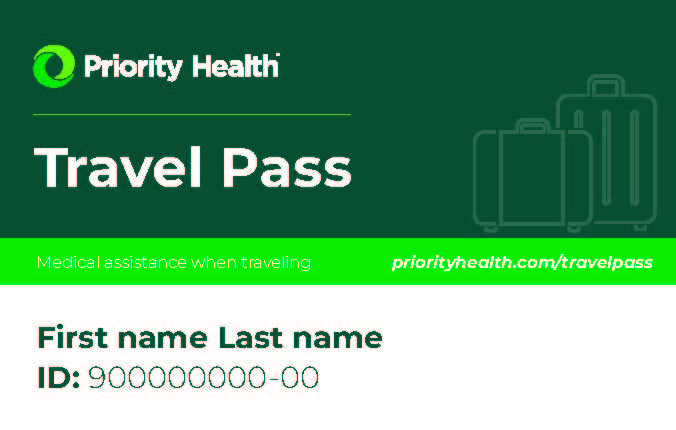 Priority Health
Travel Pass
Medical assistance when traveling
priorityhealth.com/travelpass
First name Last name
ID: 900000000-00